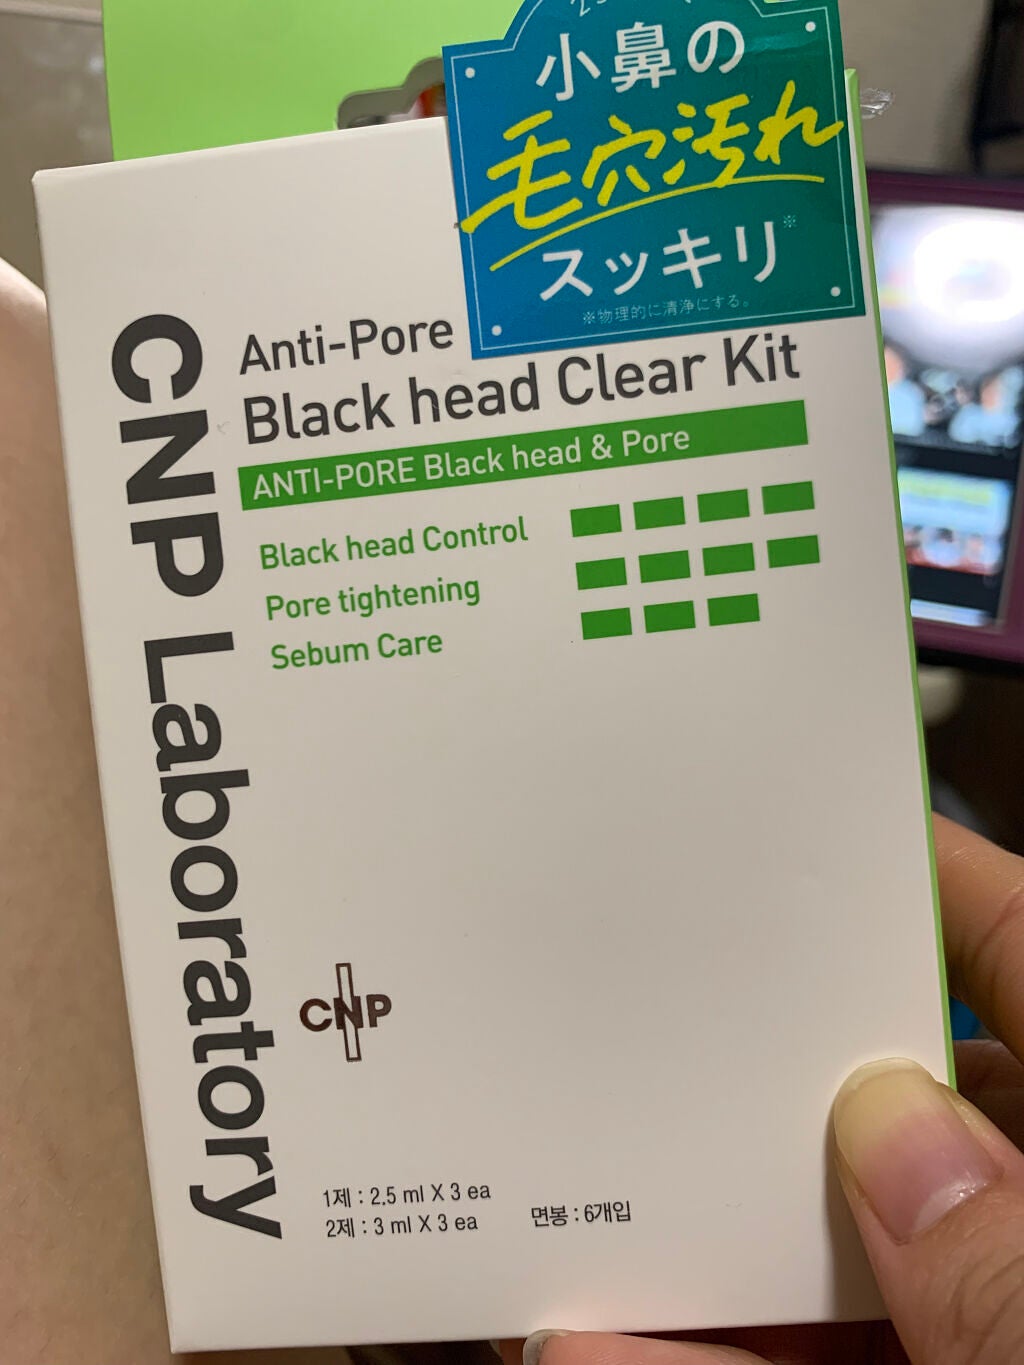 小鼻の
毛穴汚れ
スッキリ※
※物理的に清浄にする。
Anti-Pore
Black head Clear Kit
ANTI-PORE Black head & Pore
Black head Control
Pore tightening
Sebum Care
CNP Laboratory
CNP
1제 : 2.5 ml X 3 ea
2제 : 3 ml X 3 ea
면봉 : 6개입